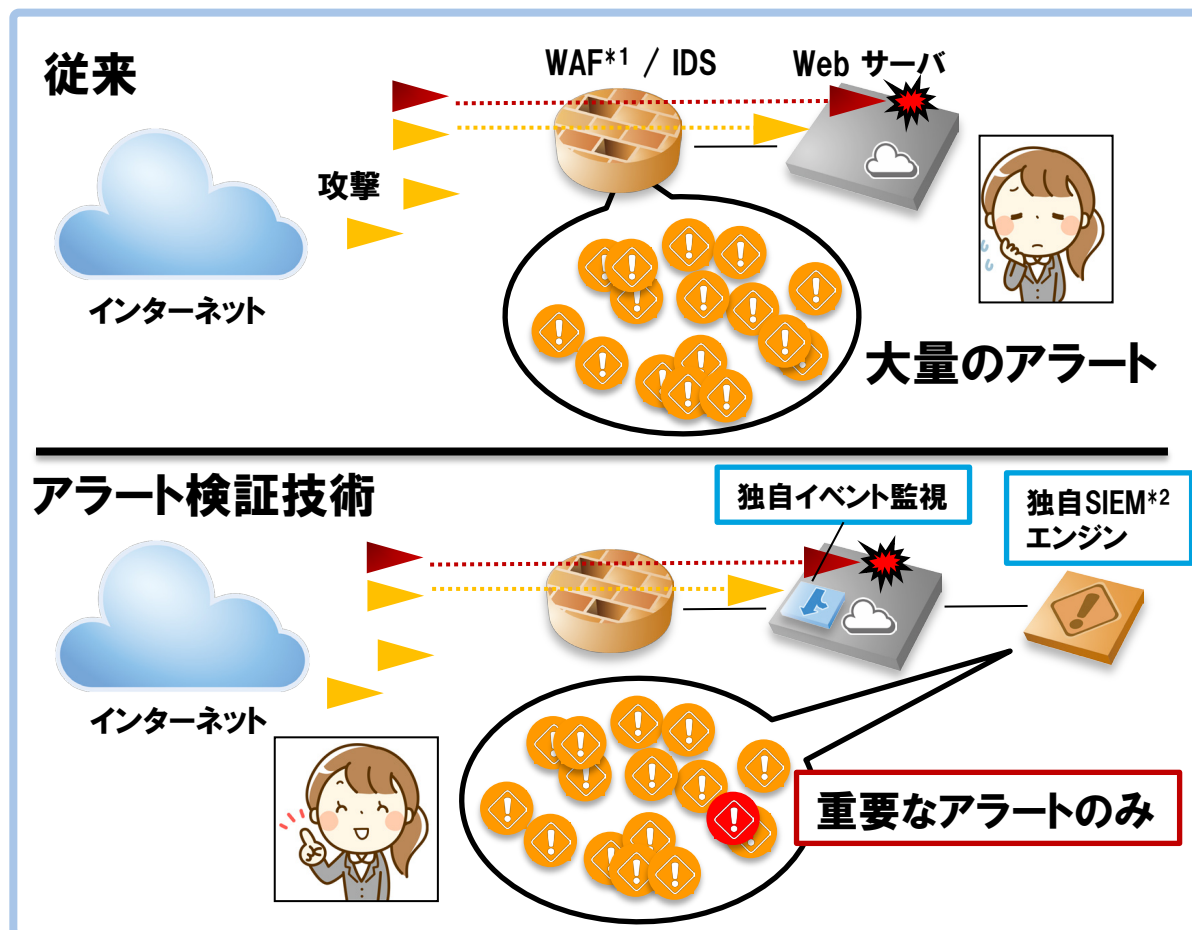 従来
WAF*1 / IDS
Web サーバ
攻撃
インターネット
大量のアラート
アラート検証技術
独自イベント監視
独自SIEM*2
エンジン
インターネット
重要なアラートのみ